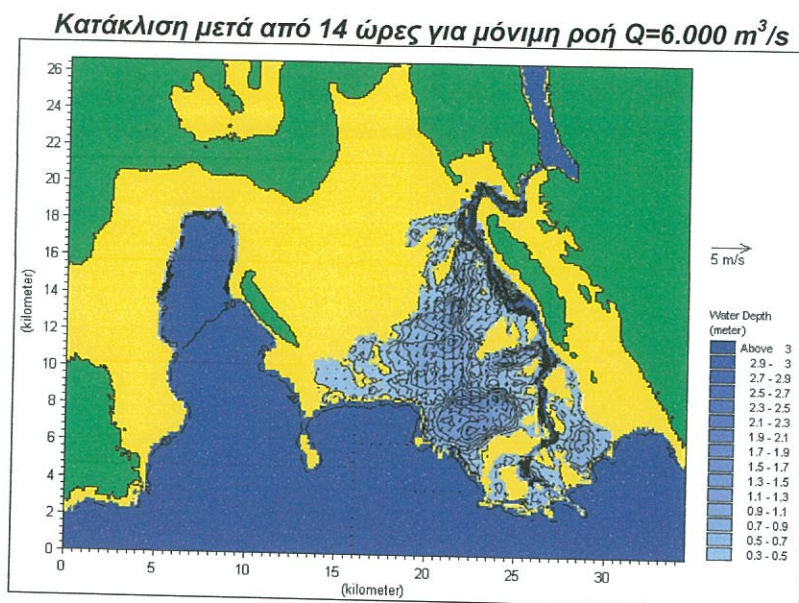 Κατάκλιση μετά από 14 ώρες για μόνιμη ροή Q=6.000 m³/s
26
24
22
20
18
16
14
12
10
8
6
4
2
0
(kilometer)
0 5 10 15 20 25 30
(kilometer)
5 m/s
Water Depth
(meter)
Above 3
2.9 - 3
2.7 - 2.9
2.5 - 2.7
2.3 - 2.5
2.1 - 2.3
1.9 - 2.1
1.7 - 1.9
1.5 - 1.7
1.3 - 1.5
1.1 - 1.3
0.9 - 1.1
0.7 - 0.9
0.5 - 0.7
0.3 - 0.5